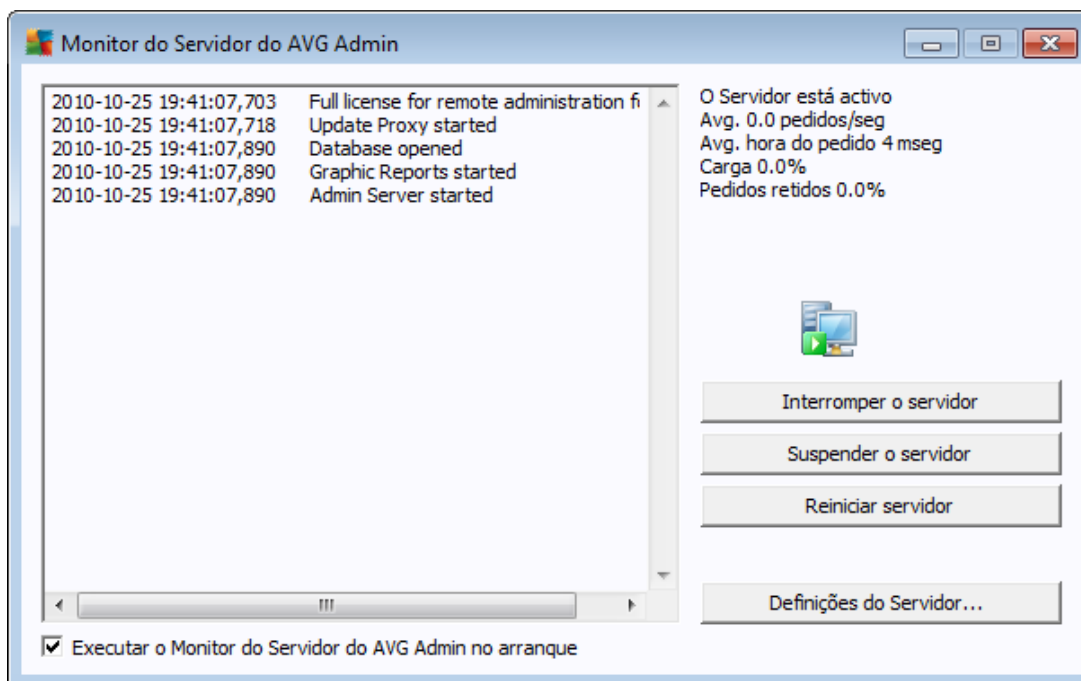 Monitor do Servidor do AVG Admin
2010-10-25 19:41:07,703 Full license for remote administration
2010-10-25 19:41:07,718 Update Proxy started
2010-10-25 19:41:07,890 Database opened
2010-10-25 19:41:07,890 Graphic Reports started
2010-10-25 19:41:07,890 Admin Server started
O Servidor está activo
Avg. 0.0 pedidos/seg
Avg. hora do pedido 4 mseg
Carga 0.0%
Pedidos retidos 0.0%
Interromper o servidor
Suspender o servidor
Reiniciar servidor
Definições do Servidor...
Executar o Monitor do Servidor do AVG Admin no arranque